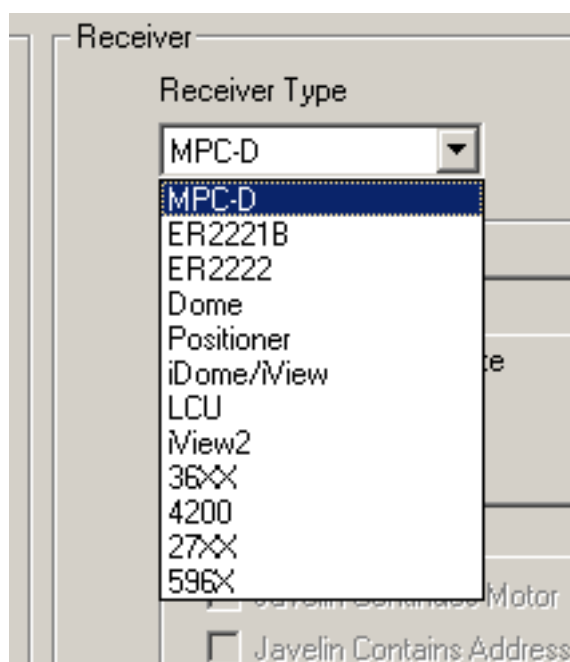 Receiver
Receiver Type
MPC-D
MPC-D
ER2221B
ER2222
Dome
Positioner
iDome/iView
LCU
iView2
36XX
4200
27XX
596X
Motor
Javelin Contains Address